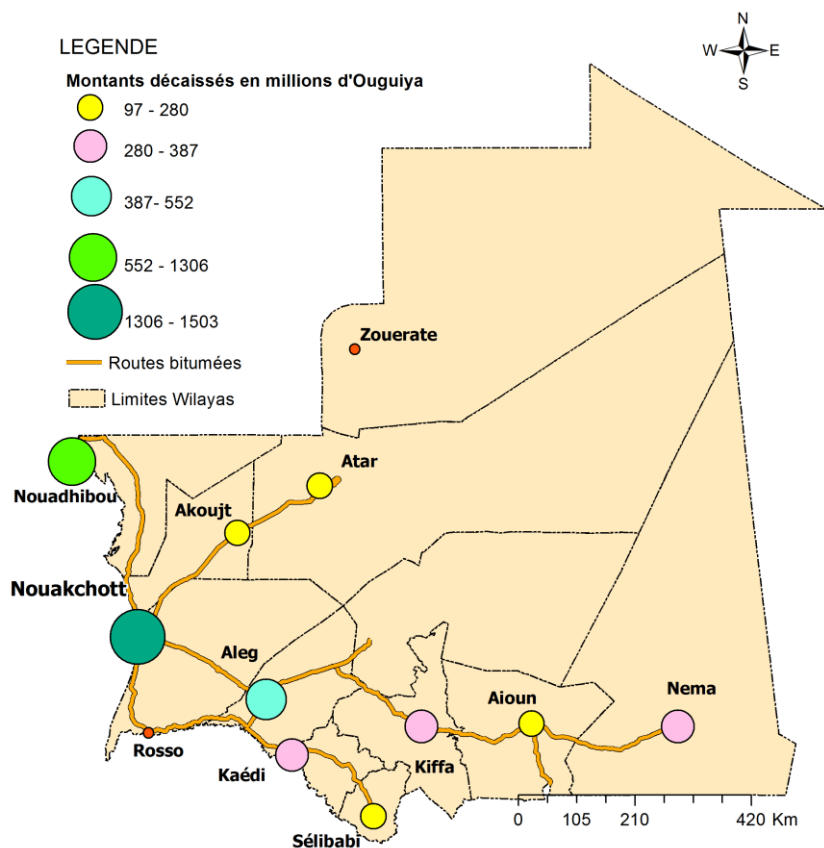 LEGENDE
Montants décaissés en millions d'Ouguiya
97 - 280
280 - 387
387- 552
552 - 1306
1306 - 1503
Routes bitumées
Limites Wilayas
N
W E
S
Zouerate
Atar
Nouadhibou
Akoujt
Nouakchott
Aleg
Aioun
Nema
Rosso
Kaédi
Kiffa
Sélibabi
0 105 210 420 Km